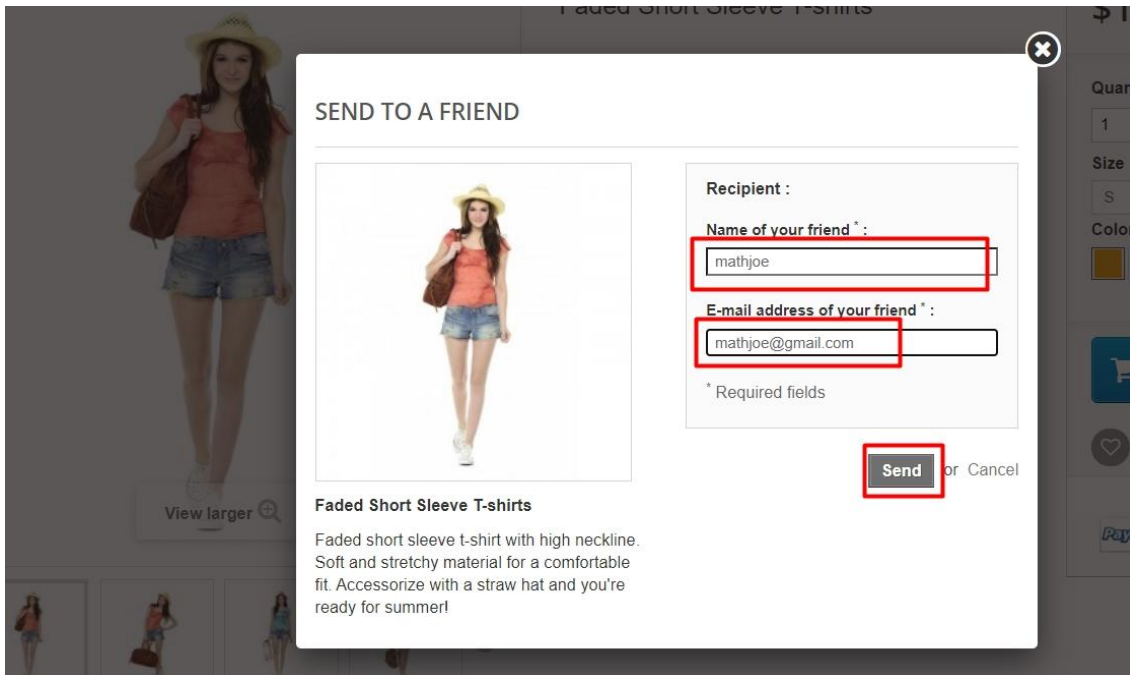 Faded Short Sleeve T-shirts
SEND TO A FRIEND
Recipient :
Name of your friend * :
mathjoe
E-mail address of your friend * :
mathjoe@gmail.com
* Required fields
Send or Cancel
Faded Short Sleeve T-shirts
Faded short sleeve t-shirt with high neckline.
Soft and stretchy material for a comfortable
fit. Accessorize with a straw hat and you're
ready for summer!
View larger
1
Size
S